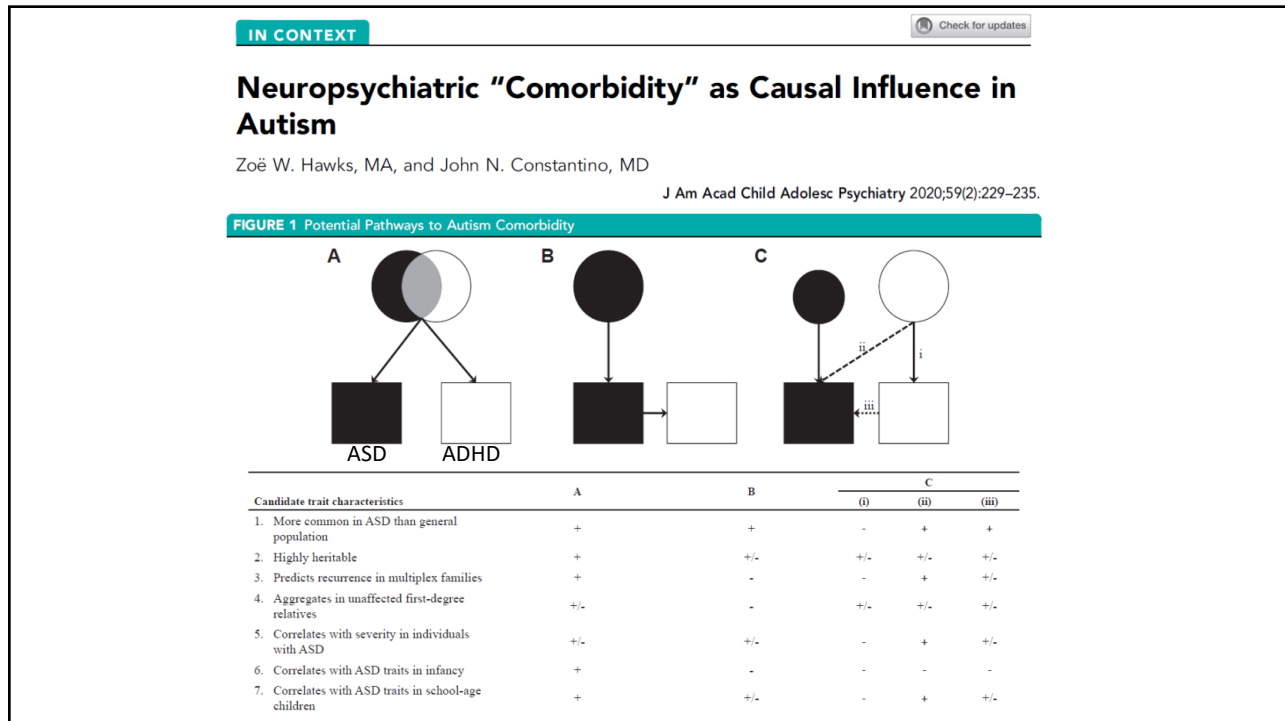 IN CONTEXT
Check for updates
Neuropsychiatric “Comorbidity” as Causal Influence in
Autism
Zoë W. Hawks, MA, and John N. Constantino, MD
J Am Acad Child Adolesc Psychiatry 2020;59(2):229–235.
FIGURE 1 Potential Pathways to Autism Comorbidity
A B C
ii i
iii
ASD ADHD
A B C
Candidate trait characteristics (i) (ii) (iii)
1. More common in ASD than general
population + + - + +
2. Highly heritable + +/- +/- +/- +/-
3. Predicts recurrence in multiplex families + - - + +/-
4. Aggregates in unaffected first-degree
relatives +/- - +/- +/- +/-
5. Correlates with severity in individuals
with ASD +/- +/- - + +/-
6. Correlates with ASD traits in infancy + - - - -
7. Correlates with ASD traits in school-age
children + +/- - + +/-